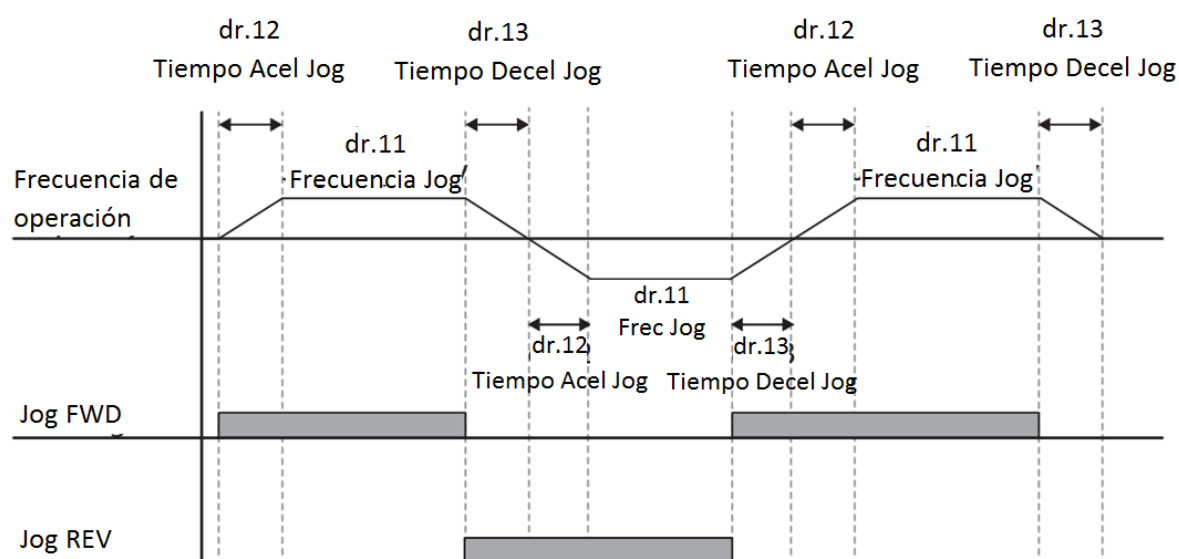 dr.12
Tiempo Acel Jog
dr.13
Tiempo Decel Jog
dr.12
Tiempo Acel Jog
dr.13
Tiempo Decel Jog
dr.11
Frecuencia Jog
dr.11
Frecuencia Jog
Frecuencia de
operación
dr.11
Frec Jog
dr.12
Tiempo Acel Jog
dr.13
Tiempo Decel Jog
Jog FWD
Jog REV